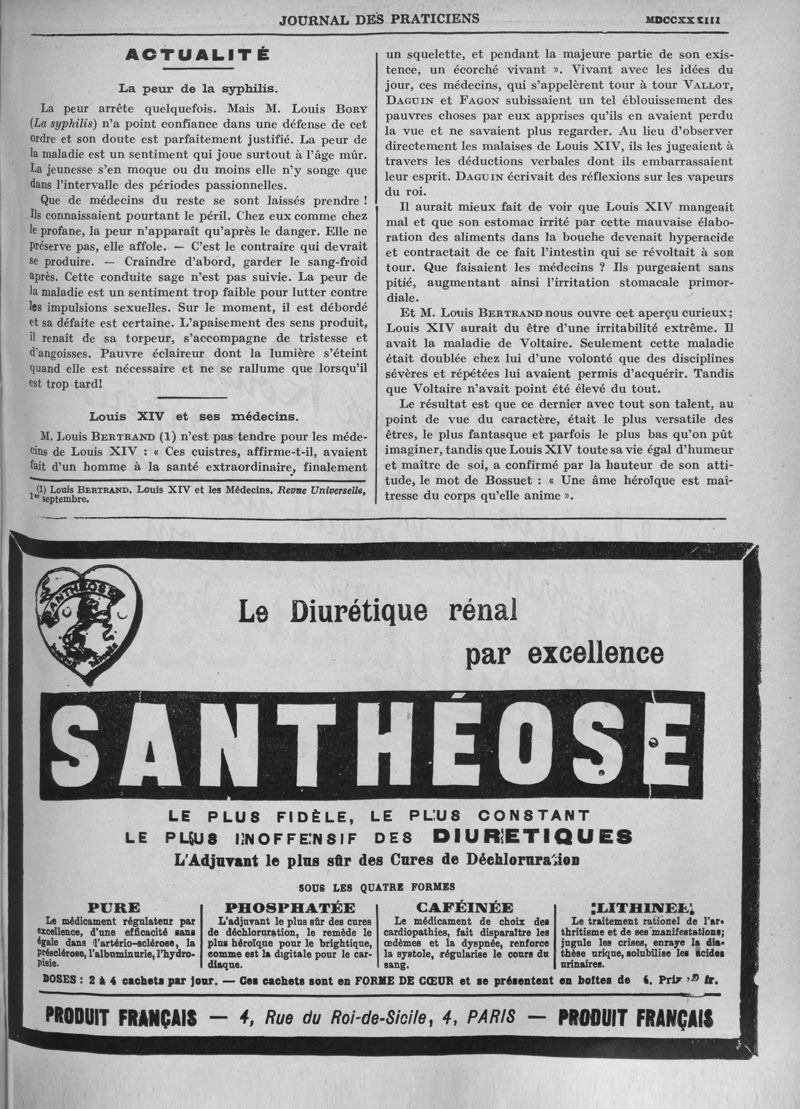 JOURNAL DES PRATICIENS
ACTUALITÉ
La peur de la syphilis.
La peur arrête quelquefois. Mais M. Louis BORY
(La syphilis) n'a point confiance dans une défense de cet
ordre et son doute est parfaitement justifié. La peur de
la maladie est un sentiment qui joue surtout à l'âge mûr.
La jeunesse s'en moque ou du moins elle n'y songe que
dans l'intervalle des périodes passionnelles.
Que de médecins du reste se sont laissés prendre !
Ils connaissaient pourtant le péril. Chez eux comme chez
le profane, la peur n'apparaît qu'après le danger. Elle ne
préserve pas, elle affole. — C'est le contraire qui devrait
se produire. — Craindre d'abord, garder le sang-froid
après. Cette conduite sage n'est pas suivie. La peur de
la maladie est un sentiment trop faible pour lutter contre
les impulsions sexuelles. Sur le moment, il est débordé
et sa défaite est certaine. L'apaisement des sens produit,
il renaît de sa torpeur, s'accompagne de tristesse et
d'angoisses. Pauvre éclaireur dont la lumière s'éteint
quand elle est nécessaire et ne se rallume que lorsqu'il
est trop tard!
Louis XIV et ses médecins.
M. Louis BERTRAND (1) n'est pas tendre pour les méde-
cins de Louis XIV : « Ces cuistres, affirme-t-il, avaient
fait d'un homme à la santé extraordinaire, finalement
(1) Louis BERTRAND. Louis XIV et les Médecins. Revue Universelle,
1er septembre.
un squelette, et pendant la majeure partie de son exis-
tence, un écorché vivant ». Vivant avec les idées du
jour, ces médecins, qui s'appelèrent tour à tour VALLOT,
DAGUIN et FAGON subissaient un tel éblouissement des
pauvres choses par eux apprises qu'ils en avaient perdu
la vue et ne savaient plus regarder. Au lieu d'observer
directement les malaises de Louis XIV, ils les jugeaient à
travers les déductions verbales dont ils embarrassaient
leur esprit. DAGUIN écrivait des réflexions sur les vapeurs
du roi.
Il aurait mieux fait de voir que Louis XIV mangeait
mal et que son estomac irrité par cette mauvaise élabo-
ration des aliments dans la bouche devenait hyperacide
et contractait de ce fait l'intestin qui se révoltait à son
tour. Que faisaient les médecins ? Ils purgeaient sans
pitié, augmentant ainsi l'irritation stomacale primor-
diale.
Et M. Louis BERTRAND nous ouvre cet aperçu curieux;
Louis XIV aurait du être d'une irritabilité extrême. Il
avait la maladie de Voltaire. Seulement cette maladie
était doublée chez lui d'une volonté que des disciplines
sévères et répétées lui avaient permis d'acquérir. Tandis
que Voltaire n'avait point été élevé du tout.
Le résultat est que ce dernier avec tout son talent, au
point de vue du caractère, était le plus versatile des
êtres, le plus fantasque et parfois le plus bas qu'on pût
imaginer, tandis que Louis XIV toute sa vie égal d'humeur
et maître de soi, a confirmé par la hauteur de son atti-
tude, le mot de Bossuet : « Une âme héroïque est maî-
tresse du corps qu'elle anime ».
SANTHÉOSE
Le Diurétique rénal
par excellence
SANTHÉOSE
LE PLUS FIDÈLE, LE PLUS CONSTANT
LE PLUS INOFFENSIF DES DIURETIQUES
L'Adjuvant le plus sûr des Cures de Déchloruration
SOUS LES QUATRE FORMES
PURE
Le médicament régulateur par
excellence, d'une efficacité sans
égale dans l'artério-sclérose, la
présclérose, l'albuminurie, l'hydro-
pisie.
PHOSPHATÉE
L'adjuvant le plus sûr des cures
de déchloruration, le remède le
plus héroïque pour le brightique,
comme est la digitale pour le car-
diaque.
CAFÉINÉE
Le médicament de choix des
cardiopathies, fait disparaître les
œdèmes et la dyspnée, renforce
la systole, régularise le cours du
sang.
LITHINEE
Le traitement rationel de l'ar-
thritisme et de ses manifestations;
jugule les crises, enraye la dia-
thèse urique, solubilise les acides
urinaires.
DOSES : 2 à 4 cachets par jour. — Ces cachets sont en FORME DE CŒUR et se présentent en boîtes de Prix fr.
PRODUIT FRANÇAIS — 4, Rue du Roi-de-Sicile, 4, PARIS — PRODUIT FRANÇAIS